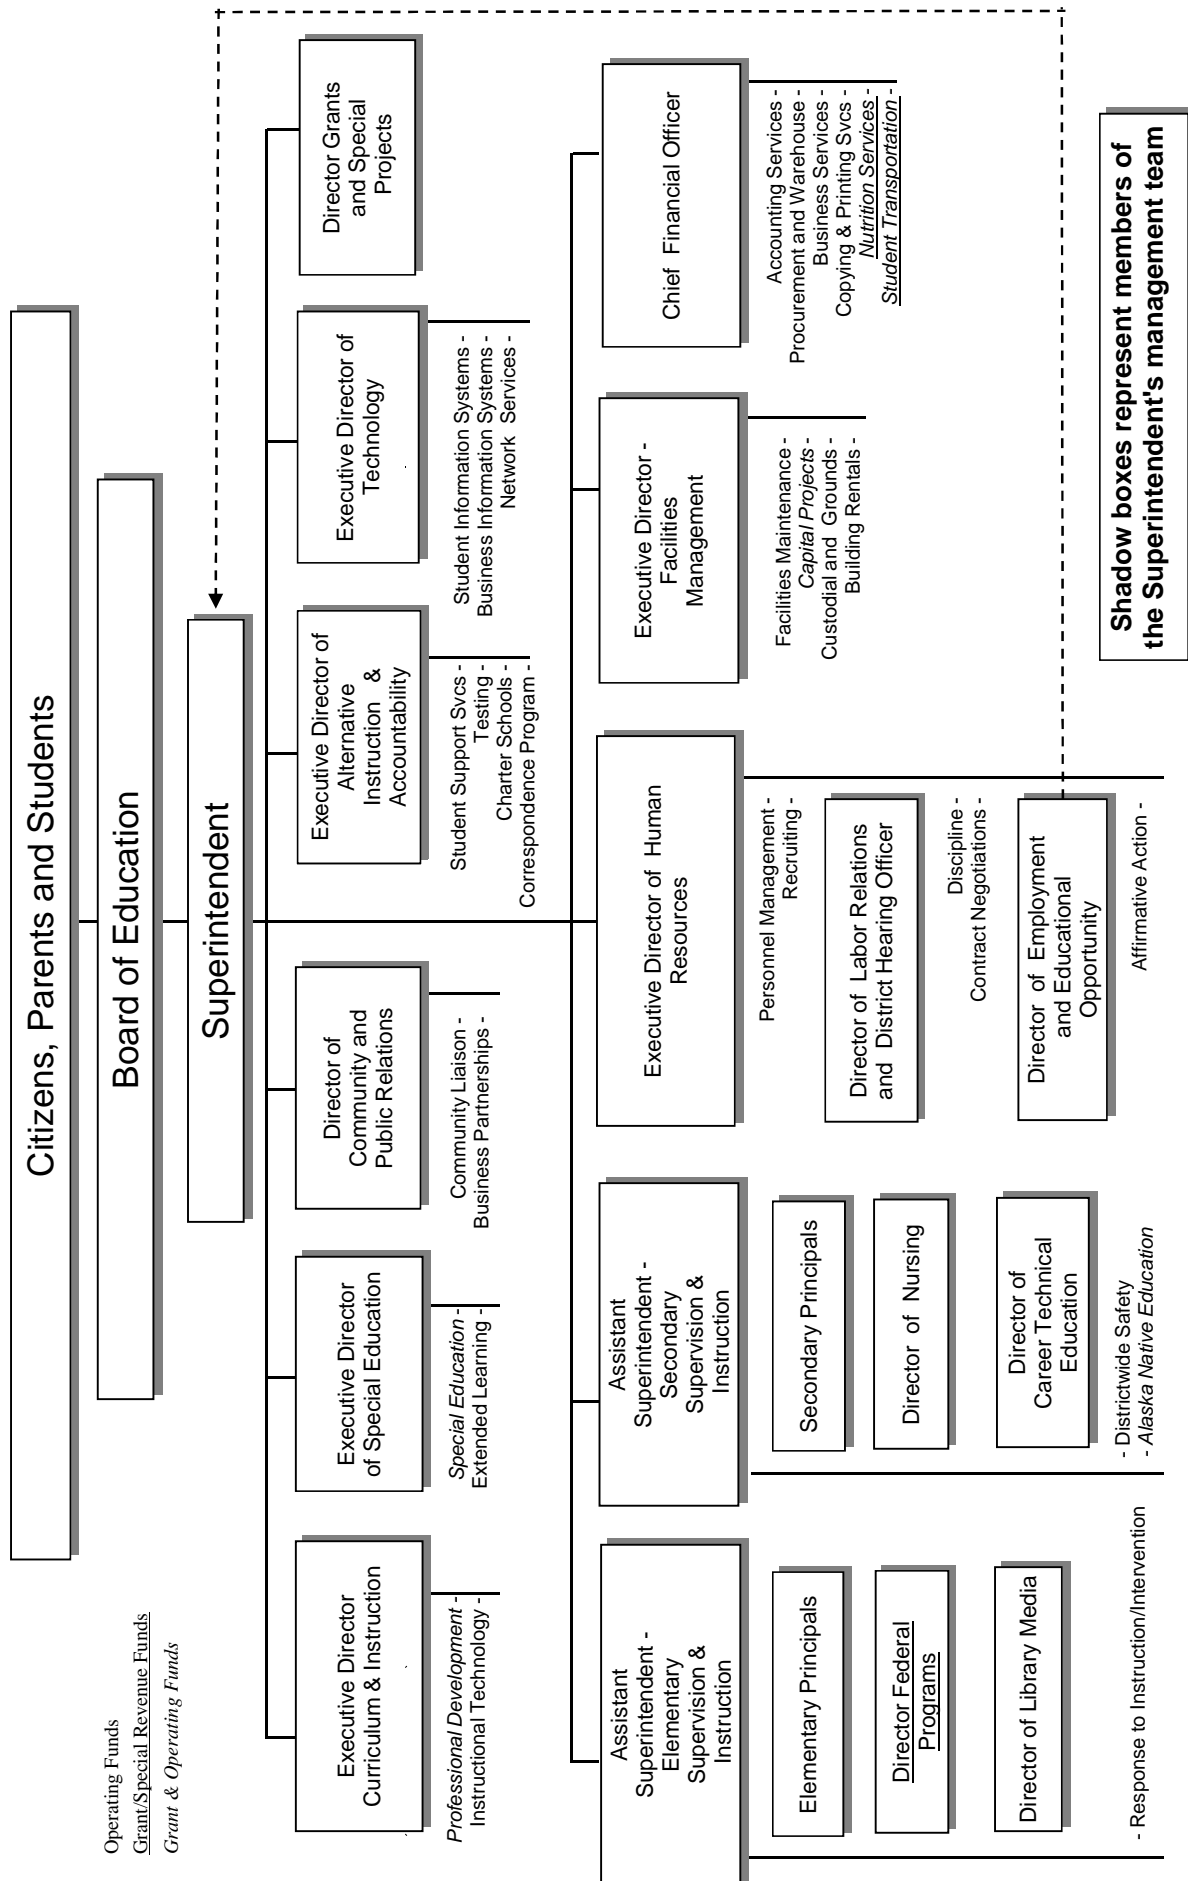 Citizens, Parents and Students
Board of Education
Superintendent
Operating Funds
Grant/Special Revenue Funds
Grant & Operating Funds
Executive Director
Curriculum & Instruction
Professional Development -
Instructional Technology -
Executive Director
of Special Education
Special Education -
Extended Learning -
Director of
Community and
Public Relations
Community Liaison -
Business Partnerships -
Executive Director of
Alternative
Instruction &
Accountability
Student Support Svcs -
Testing -
Charter Schools -
Correspondence Program -
Executive Director of
Technology
Student Information Systems -
Business Information Systems -
Network Services -
Director Grants
and Special
Projects
Assistant
Superintendent -
Elementary
Supervision &
Instruction
Elementary Principals
Director Federal
Programs
Director of Library Media
- Response to Instruction/Intervention
Assistant
Superintendent -
Secondary
Supervision &
Instruction
Secondary Principals
Director of Nursing
Director of
Career Technical
Education
- Districtwide Safety
- Alaska Native Education
Executive Director of Human
Resources
Personnel Management -
Recruiting -
Director of Labor Relations
and District Hearing Officer
Discipline -
Contract Negotiations -
Director of Employment
and Educational
Opportunity
Affirmative Action -
Executive Director -
Facilities
Management
Facilities Maintenance -
Capital Projects -
Custodial and Grounds -
Building Rentals -
Chief Financial Officer
Accounting Services -
Procurement and Warehouse -
Business Services -
Copying & Printing Svcs -
Nutrition Services -
Student Transportation -
Shadow boxes represent members of
the Superintendent's management team